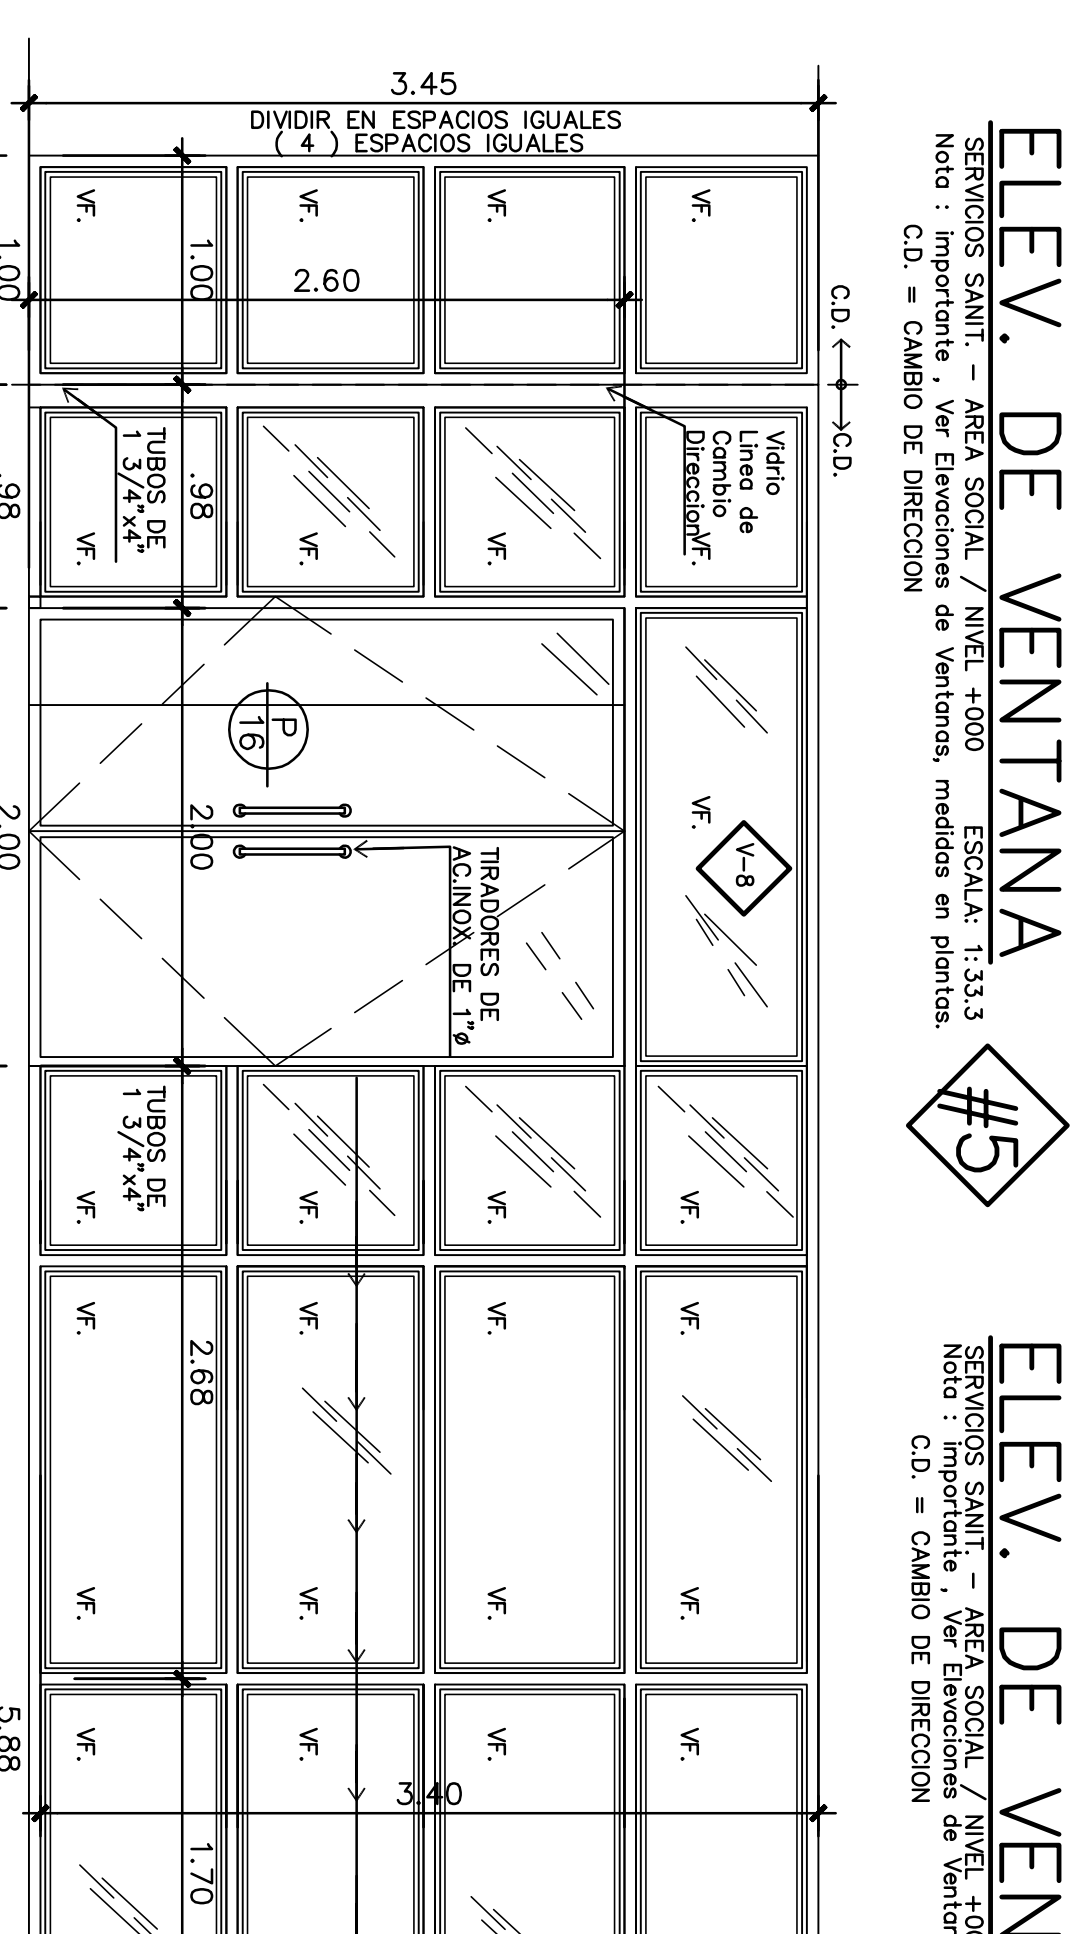 ELEV. DE VENTANA
SERVICIOS SANIT. - AREA SOCIAL / NIVEL +000 ESCALA: 1:33.3
Nota : importante , Ver Elevaciones de Ventanas, medidas en plantas.
C.D. = CAMBIO DE DIRECCION
#5
ELEV. DE VEN
SERVICIOS SANIT. - AREA SOCIAL / NIVEL +00
Nota : importante , Ver Elevaciones de Ventan
C.D. = CAMBIO DE DIRECCION
C.D.
C.D.
3.45
DIVIDIR EN ESPACIOS IGUALES
( 4 ) ESPACIOS IGUALES
VF.
Vidrio
Linea de
Cambio
Direccion
VF.
VF.
V-8
VF.
VF.
VF.
VF.
VF.
VF.
TIRADORES DE
AC.INOX. DE 1"ø
VF.
VF.
VF.
VF.
2.60
VF.
VF.
P
16
VF.
VF.
VF.
VF.
3.40
1.00
.98
2.00
2.68
1.70
TUBOS DE
1 3/4"x4"
TUBOS DE
1 3/4"x4"
VF.
VF.
VF.
VF.
VF.
VF.
1.00
.98
2.00
5.88